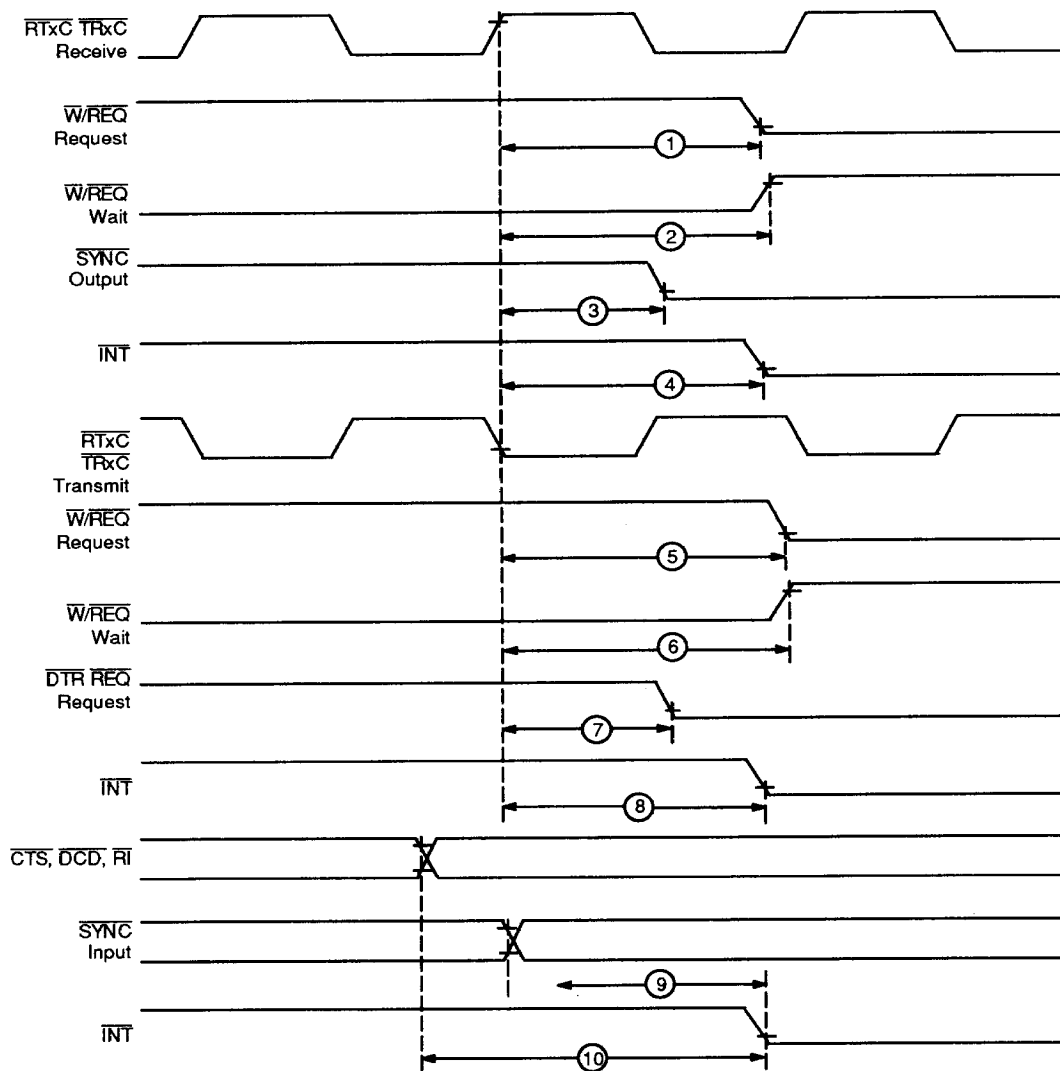 RTxC TRxC
Receive
W/REQ
Request
1
W/REQ
Wait
2
SYNC
Output
3
INT
4
RTxC
TRxC
Transmit
W/REQ
Request
5
W/REQ
Wait
6
DTR REQ
Request
7
INT
8
CTS, DCD, RI
SYNC
Input
9
INT
10